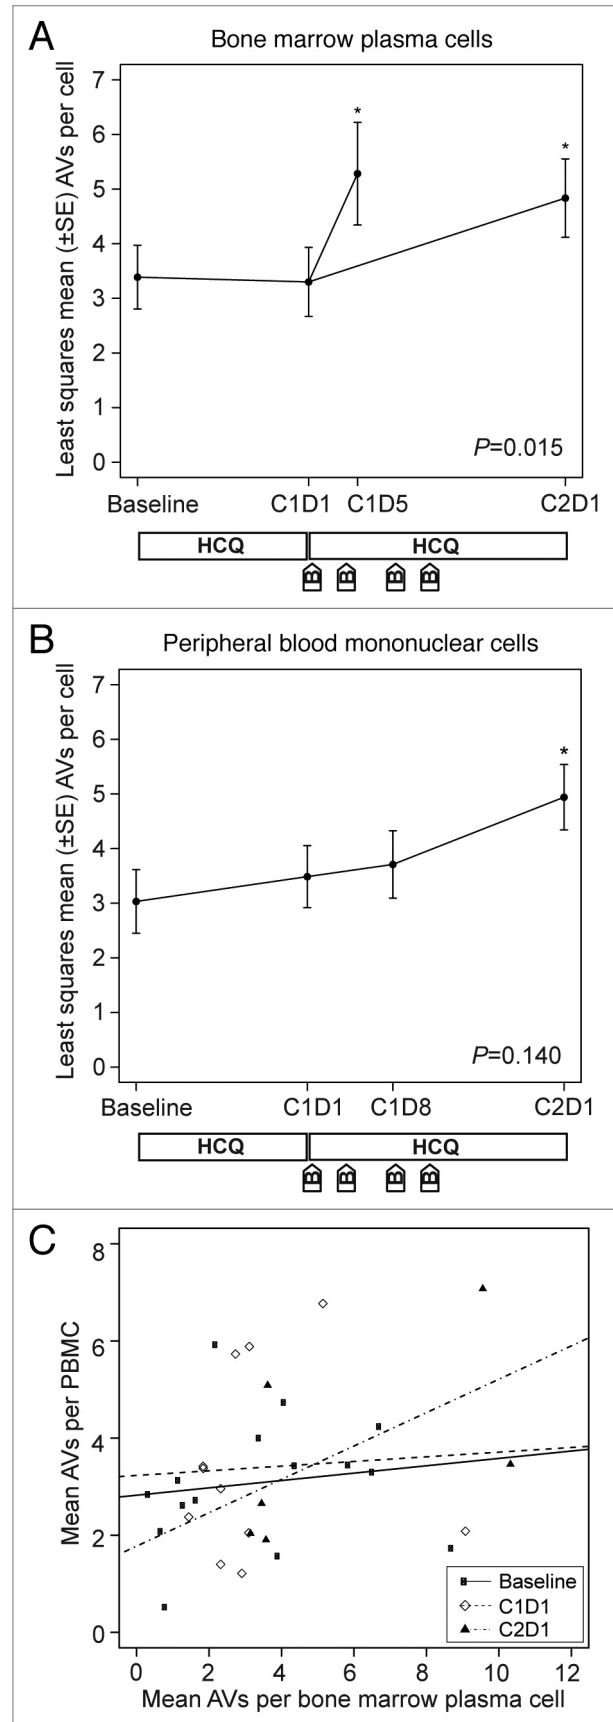 A
Bone marrow plasma cells
Least squares mean (±SE) AVs per cell
7
*
6
*
5
4
3
2
1
P=0.015
0
Baseline C1D1 C1D5 C2D1
HCQ HCQ
B B B B
B
Peripheral blood mononuclear cells
Least squares mean (±SE) AVs per cell
7
6
*
5
4
3
2
1
P=0.140
0
Baseline C1D1 C1D8 C2D1
HCQ HCQ
B B B B
C
Mean AVs per PBMC
8
6
4
2
0
Baseline
C1D1
C2D1
0 2 4 6 8 10 12
Mean AVs per bone marrow plasma cell